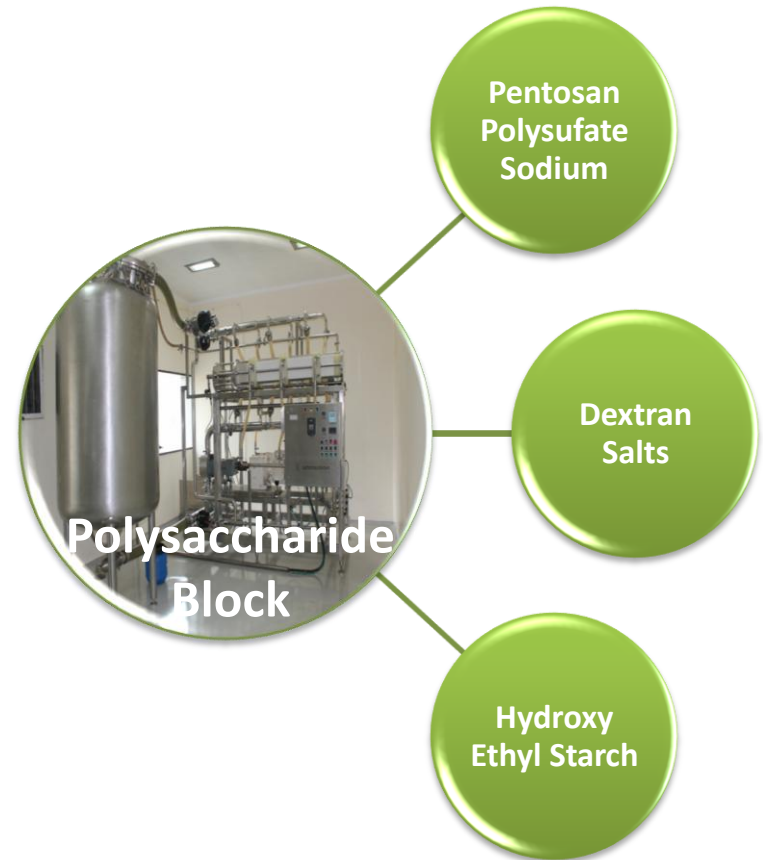 Pentosan
Polysufate
Sodium
Polysaccharide
Block
Dextran
Salts
Hydroxy
Ethyl Starch